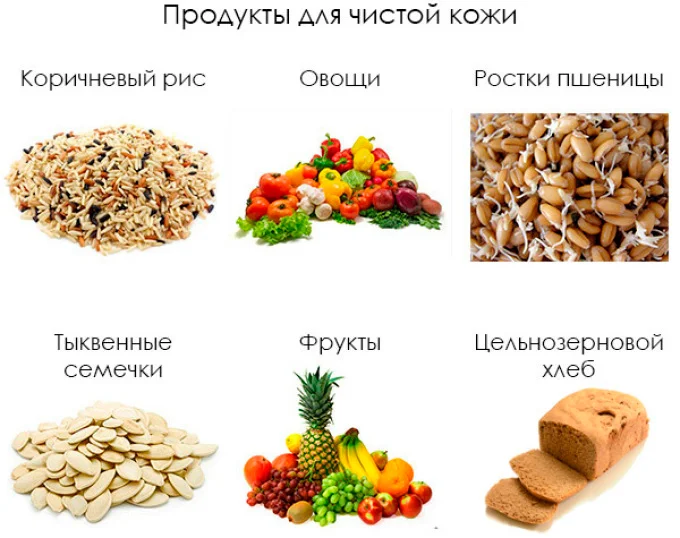 Продукты для чистой кожи
Коричневый рис
Овощи
Ростки пшеницы
Тыквенные
семечки
Фрукты
Цельнозерновой
хлеб